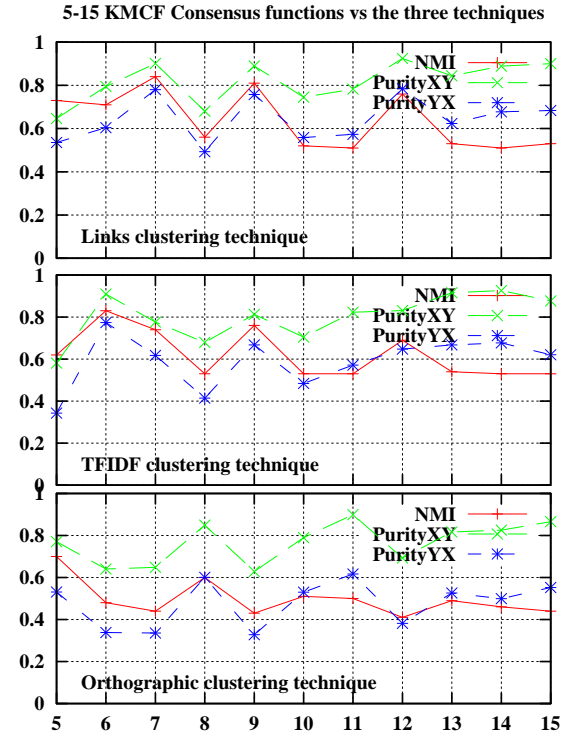 5-15 KMCF Consensus functions vs the three techniques
1
NMI
0.8
PurityXY
PurityYX
0.6
0.4
0.2
Links clustering technique
0
1
NMI
0.8
PurityXY
PurityYX
0.6
0.4
0.2
TFIDF clustering technique
0
1
NMI
0.8
PurityXY
PurityYX
0.6
0.4
0.2
Orthographic clustering technique
0
5 6 7 8 9 10 11 12 13 14 15